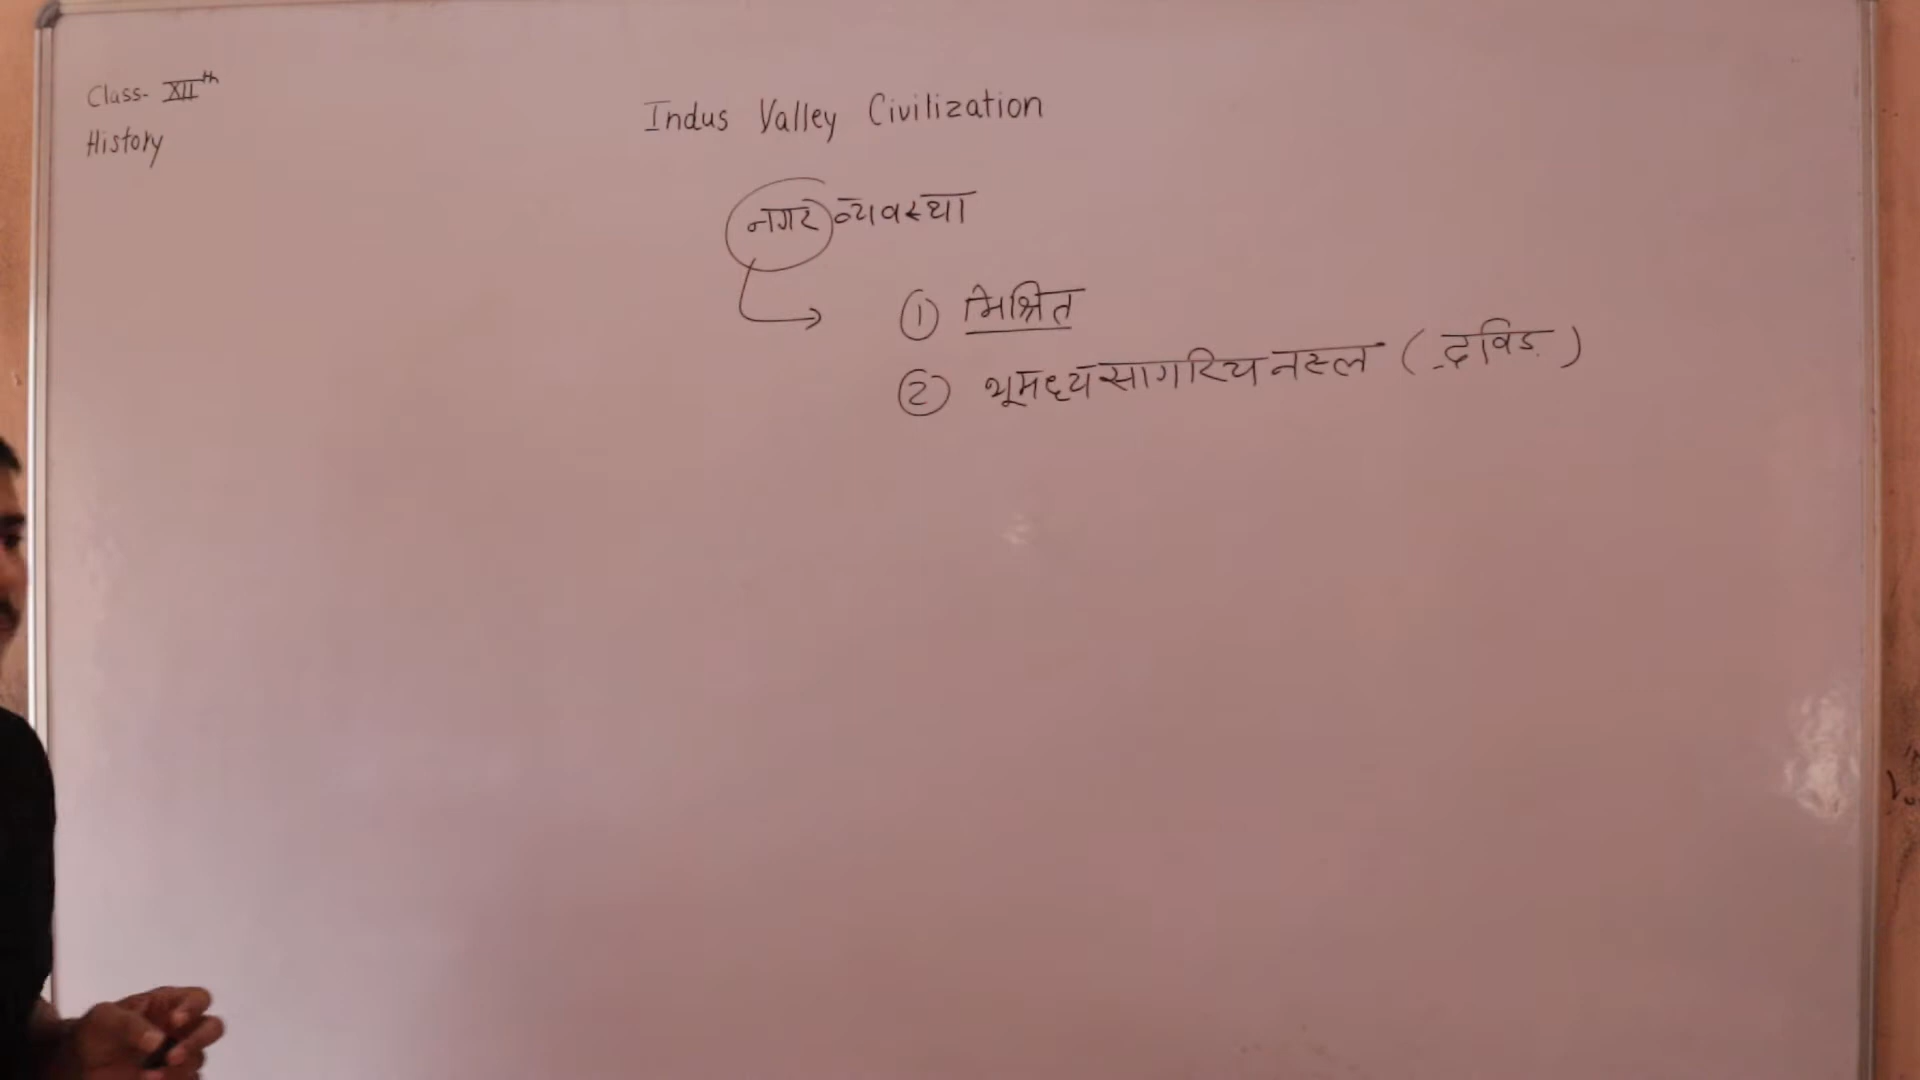 Class- XIIth
History
Indus Valley Civilization
नगर व्यवस्था
① मिश्रित
② भूमध्यसागरिय नस्ल (द्रविड़)